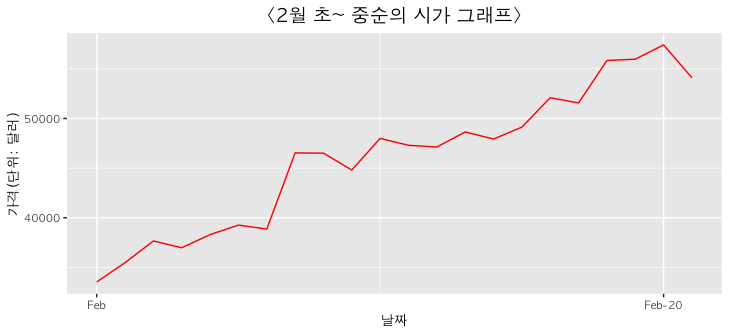 〈2월 초~ 중순의 시가 그래프〉
가격(단위: 달러)
50000
40000
Feb
Feb-20
날짜